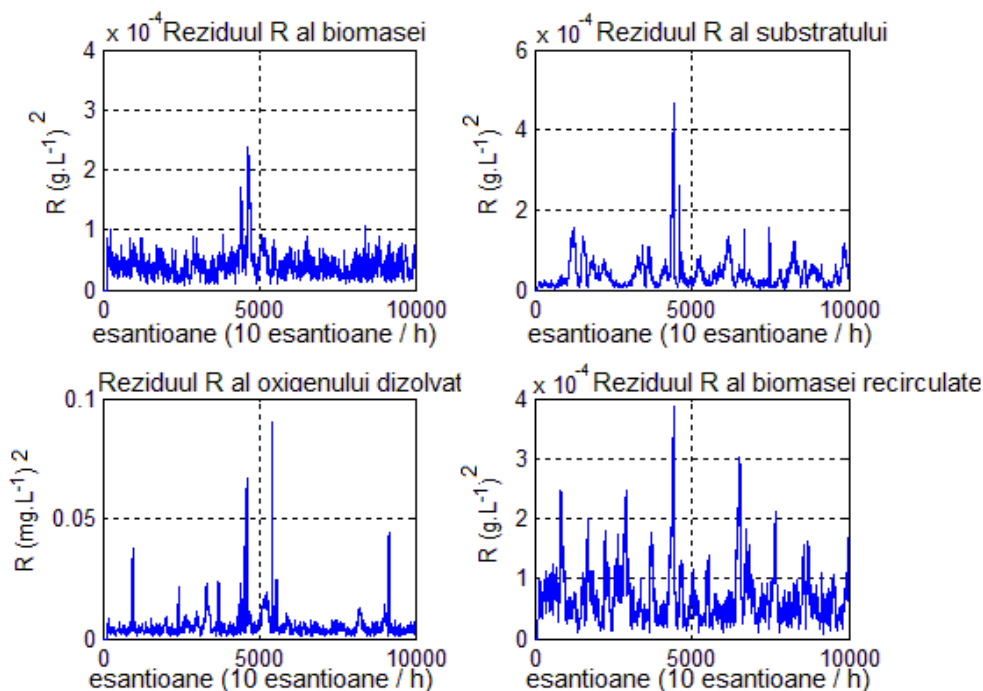 x 10-4 Reziduul R al biomasei
4
3
2
1
0
R (g.L-1) 2
0 5000 10000
esantioane (10 esantioane / h)
x 10-4 Reziduul R al substratului
6
4
2
0
R (g.L-1) 2
0 5000 10000
esantioane (10 esantioane / h)
Reziduul R al oxigenului dizolvat
0.1
0.05
0
R (mg.L-1) 2
0 5000 10000
esantioane (10 esantioane / h)
x 10-4 Reziduul R al biomasei recirculate
4
3
2
1
0
R (g.L-1) 2
0 5000 10000
esantioane (10 esantioane / h)